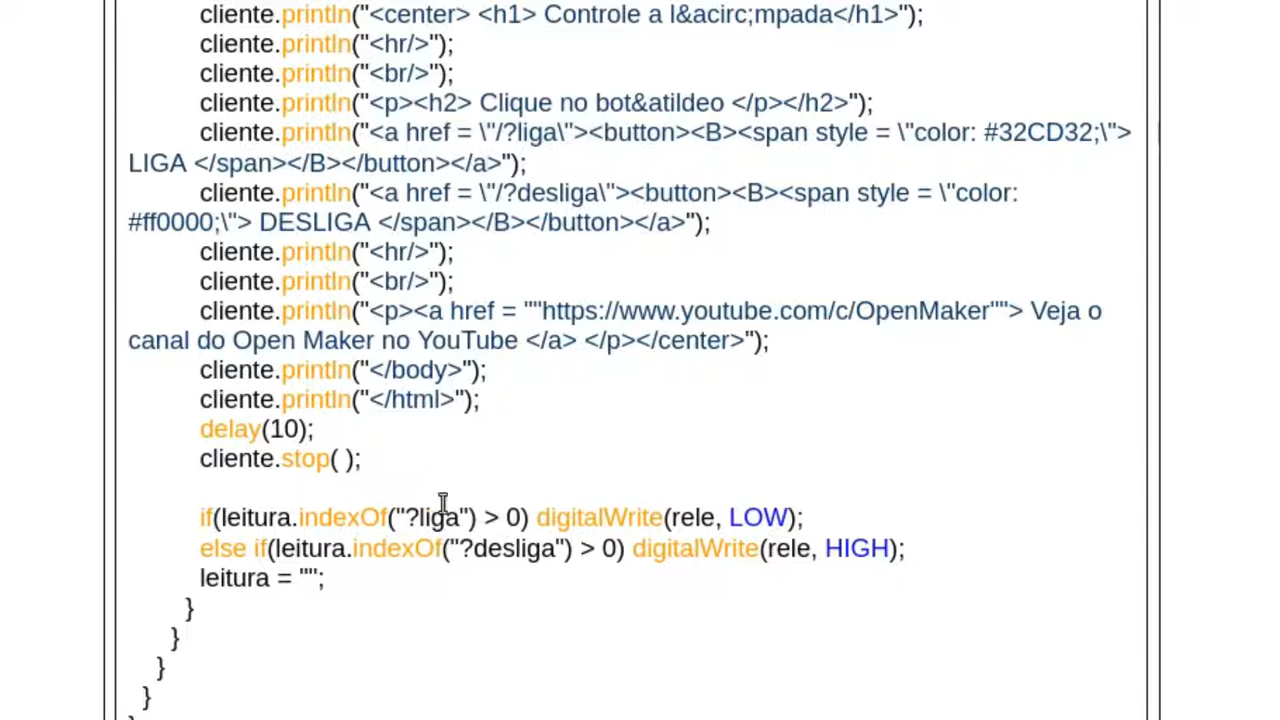 cliente.println("<center> <h1> Controle a l&acirc;mpada</h1>");
cliente.println("<hr/>");
cliente.println("<br/>");
cliente.println("<p><h2> Clique no bot&atildeo </p></h2>");
cliente.println("<a href = \"/?liga\"><button><B><span style = \"color: #32CD32;\">
LIGA </span></B></button></a>");
cliente.println("<a href = \"/?desliga\"><button><B><span style = \"color:
#ff0000;\"> DESLIGA </span></B></button></a>");
cliente.println("<hr/>");
cliente.println("<br/>");
cliente.println("<p><a href = ""https://www.youtube.com/c/OpenMaker""> Veja o
canal do Open Maker no YouTube </a> </p></center>");
cliente.println("</body>");
cliente.println("</html>");
delay(10);
cliente.stop( );
if(leitura.indexOf("?liga") > 0) digitalWrite(rele, LOW);
else if(leitura.indexOf("?desliga") > 0) digitalWrite(rele, HIGH);
leitura = "";
}
}
}
}